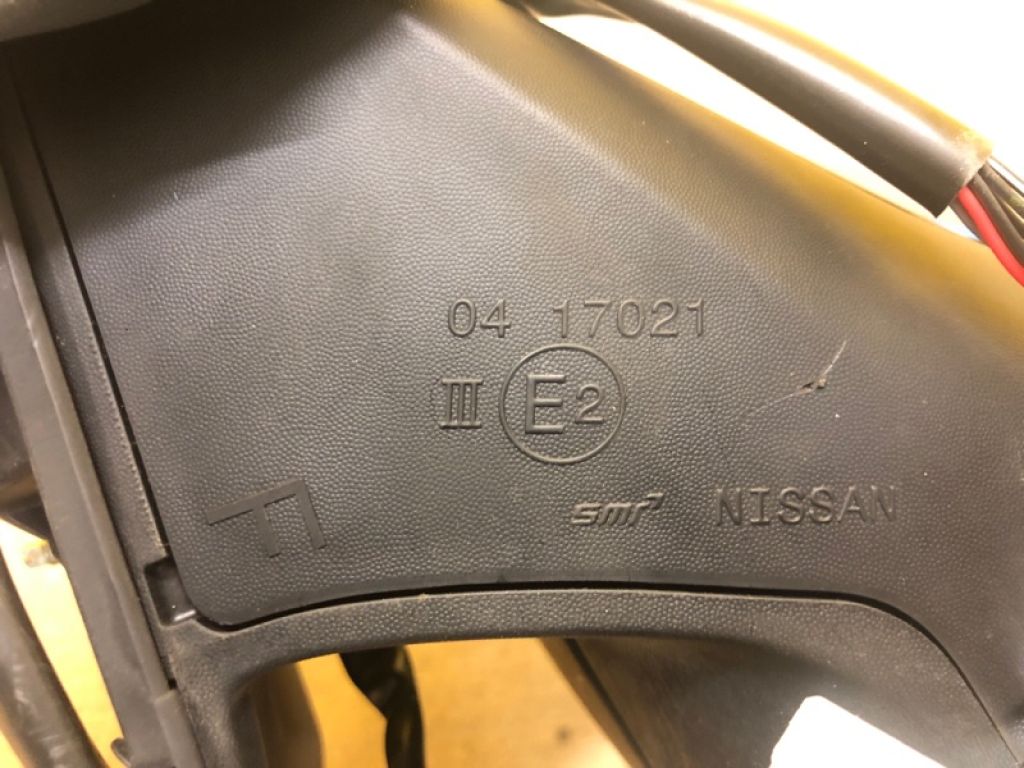 04 17021
III E2
smr NISSAN
F